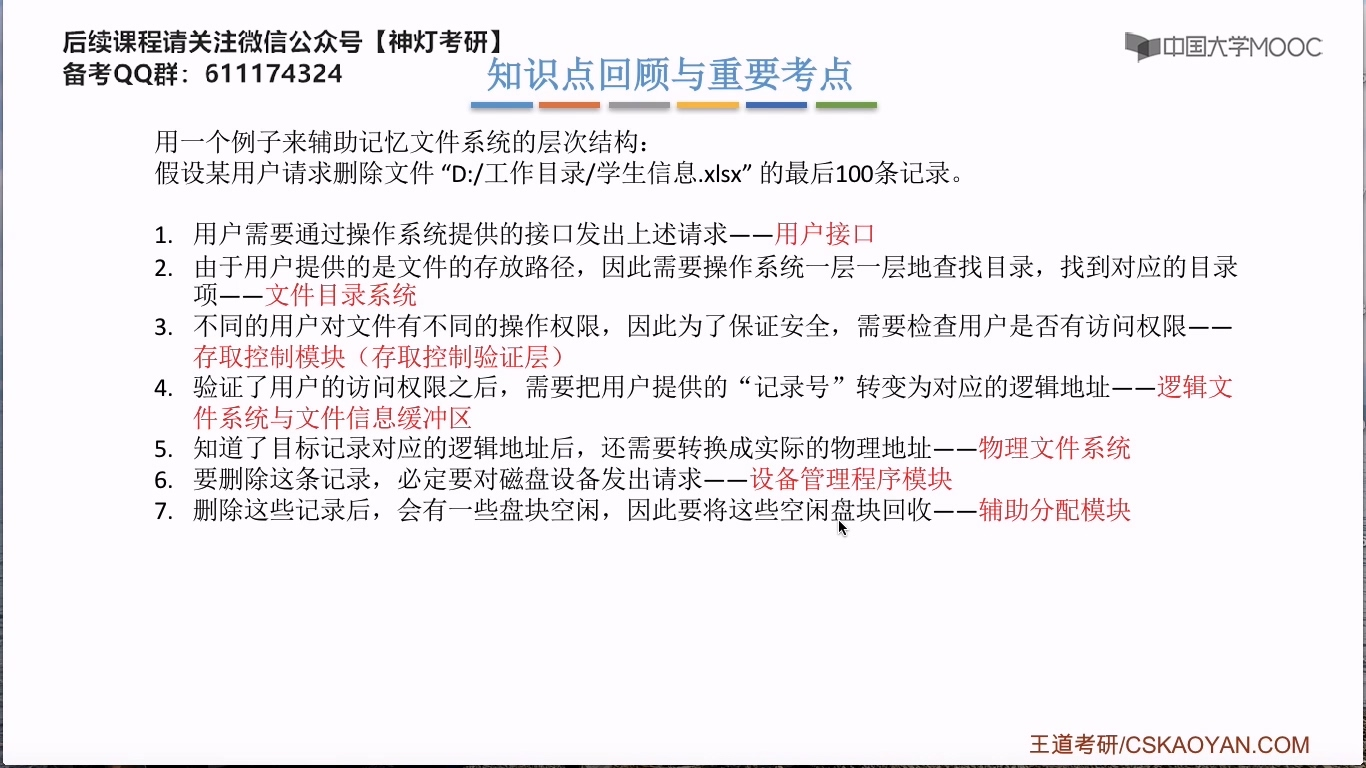 后续课程请关注微信公众号【神灯考研】
备考QQ群：611174324
中国大学MOOC
知识点回顾与重要考点
用一个例子来辅助记忆文件系统的层次结构：
假设某用户请求删除文件 “D:/工作目录/学生信息.xlsx” 的最后100条记录。
1. 用户需要通过操作系统提供的接口发出上述请求——用户接口
2. 由于用户提供的是文件的存放路径，因此需要操作系统一层一层地查找目录，找到对应的目录
项——文件目录系统
3. 不同的用户对文件有不同的操作权限，因此为了保证安全，需要检查用户是否有访问权限——
存取控制模块（存取控制验证层）
4. 验证了用户的访问权限之后，需要把用户提供的“记录号”转变为对应的逻辑地址——逻辑文
件系统与文件信息缓冲区
5. 知道了目标记录对应的逻辑地址后，还需要转换成实际的物理地址——物理文件系统
6. 要删除这条记录，必定要对磁盘设备发出请求——设备管理程序模块
7. 删除这些记录后，会有一些盘块空闲，因此要将这些空闲盘块回收——辅助分配模块
王道考研/CSKAOYAN.COM